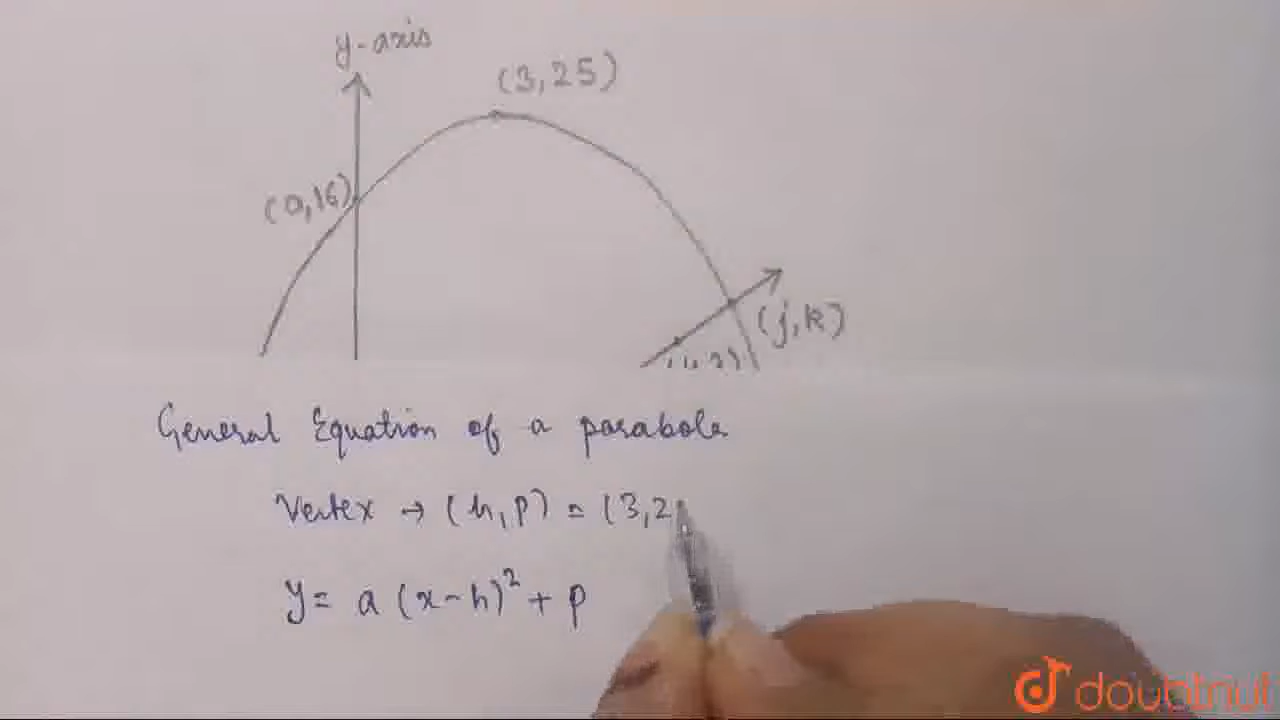 y-axis
(3,25)
(0,16)
(j,k)
General Equation of a parabola
Vertex → (h,p) = (3,2
y = a (x-h)² + p
doubtnut